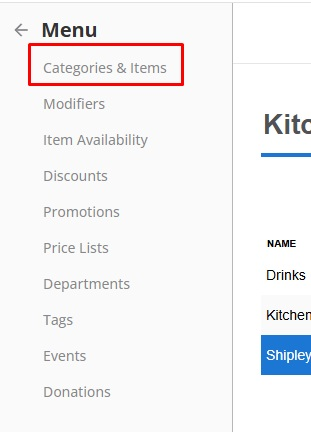 Menu
Categories & Items
Modifiers
Item Availability
Discounts
Promotions
Price Lists
Departments
Tags
Events
Donations
Kitc
NAME
Drinks
Kitchen
Shipley